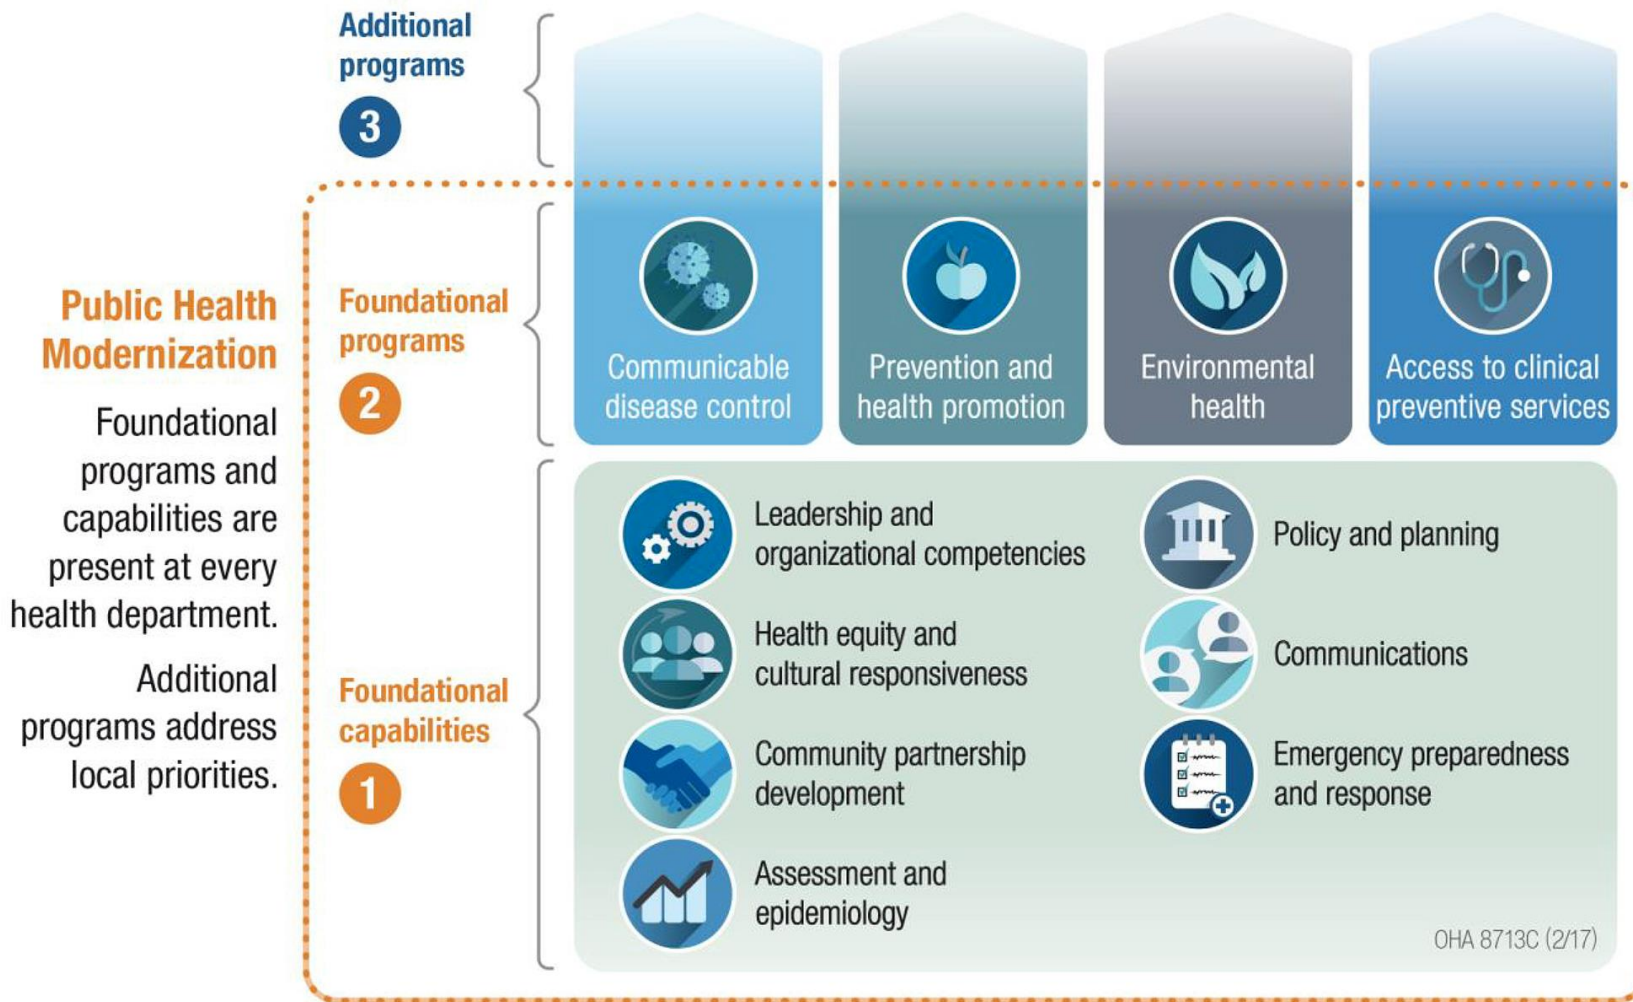 Additional
programs
3
Public Health
Modernization
Foundational
programs and
capabilities are
present at every
health department.
Additional
programs address
local priorities.
Foundational
programs
2
Communicable
disease control
Prevention and
health promotion
Environmental
health
Access to clinical
preventive services
Foundational
capabilities
1
Leadership and
organizational competencies
Health equity and
cultural responsiveness
Community partnership
development
Assessment and
epidemiology
Policy and planning
Communications
Emergency preparedness
and response
OHA 8713C (2/17)